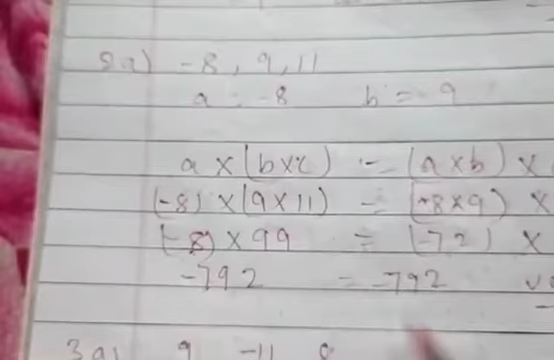 2a) -8, 9, 11
a = -8 b = 9
a × (b×c) = (a×b) ×
(-8) × (9×11) = (-8×9) ×
(-8) × 99 = (-72) ×
-792 = -792
3a) 9 -11